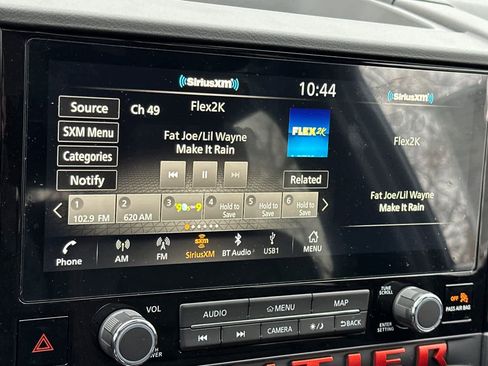 ((SiriusXM))
10:44
((SiriusXM))
Source
Ch 49
Flex2K
FLEX2K
Flex2K
SXM Menu
Fat Joe/Lil Wayne
Make It Rain
Categories
Notify
Related
Fat Joe/Lil Wayne
Make It Rain
1
102.9 FM
2
620 AM
3
90s 9
4
Hold to
Save
5
Hold to
Save
6
Hold to
Save
Phone
AM
FM
sxm
SiriusXM
BT Audio
USB1
MENU
VOL
AUDIO
MENU
MAP
TUNE
SCROLL
CAMERA
BACK
ENTER
SETTING
OFF
PASS AIR BAG